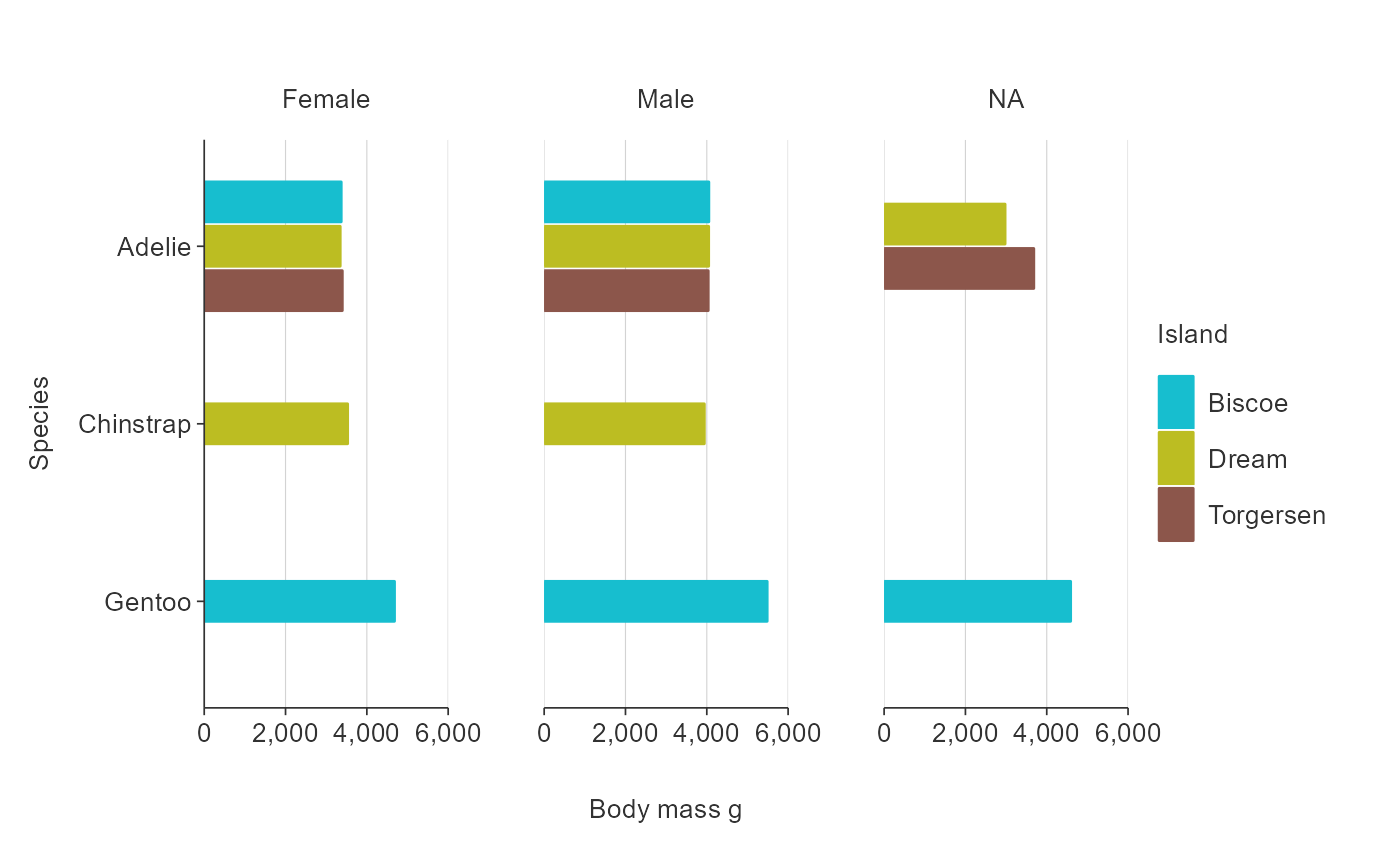 Female Male NA
Adelie
Chinstrap
Gentoo
Species
0 2,000 4,000 6,000 0 2,000 4,000 6,000 0 2,000 4,000 6,000
Body mass g
Island
Biscoe
Dream
Torgersen